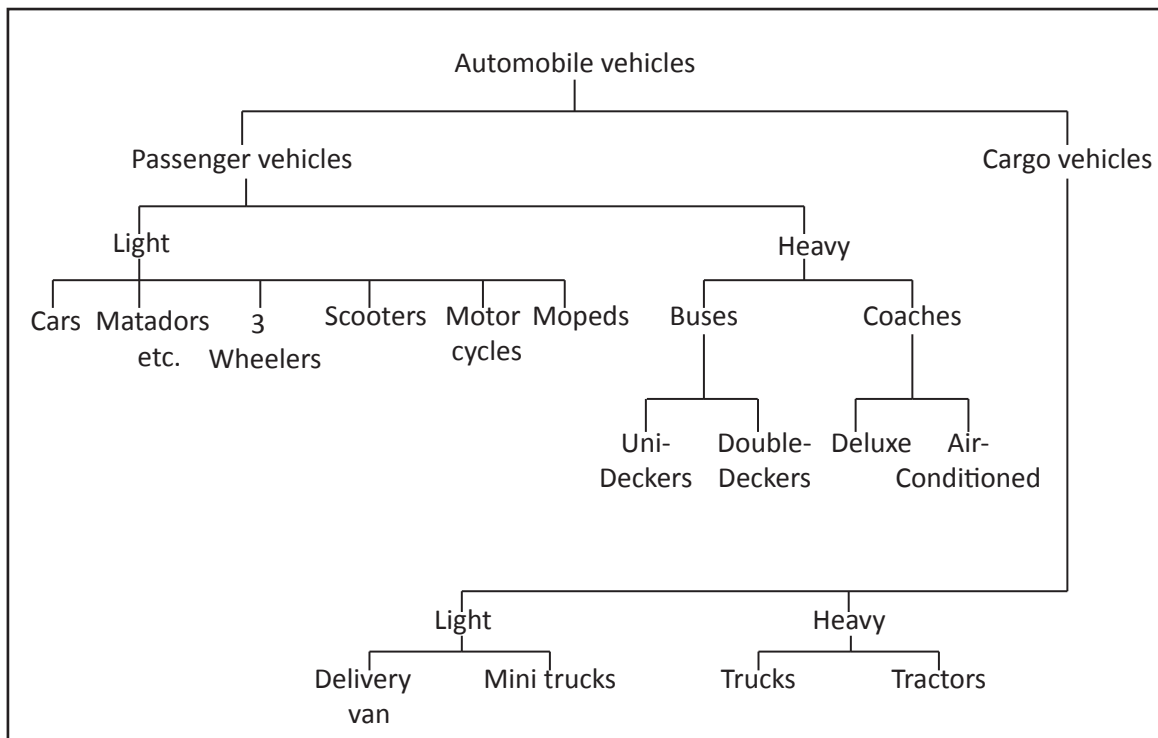 Automobile vehicles
Passenger vehicles
Cargo vehicles
Light
Heavy
Cars
Matadors
etc.
3
Wheelers
Scooters
Motor
cycles
Mopeds
Buses
Coaches
Uni-
Deckers
Double-
Deckers
Deluxe
Air-
Conditioned
Light
Heavy
Delivery
van
Mini trucks
Trucks
Tractors